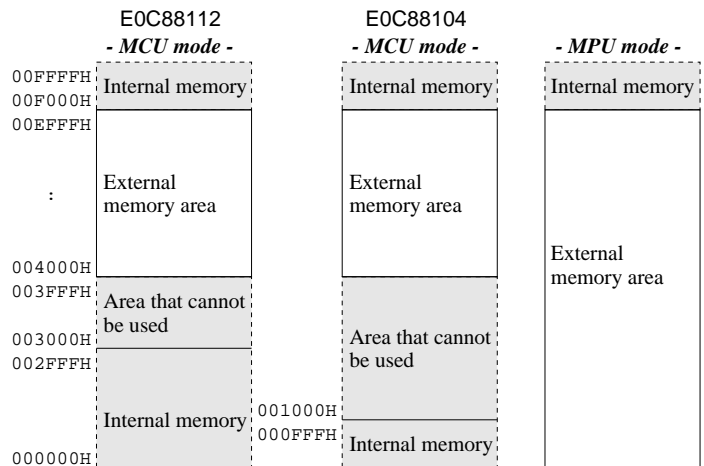 E0C88112 E0C88104
- MCU mode - - MCU mode - - MPU mode -
00FFFFH Internal memory Internal memory Internal memory
00F000H
00EFFFH
External External
: memory area memory area
External
004000H memory area
003FFFH Area that cannot
be used Area that cannot
003000H be used
002FFFH
001000H
Internal memory
000FFFH Internal memory
000000H